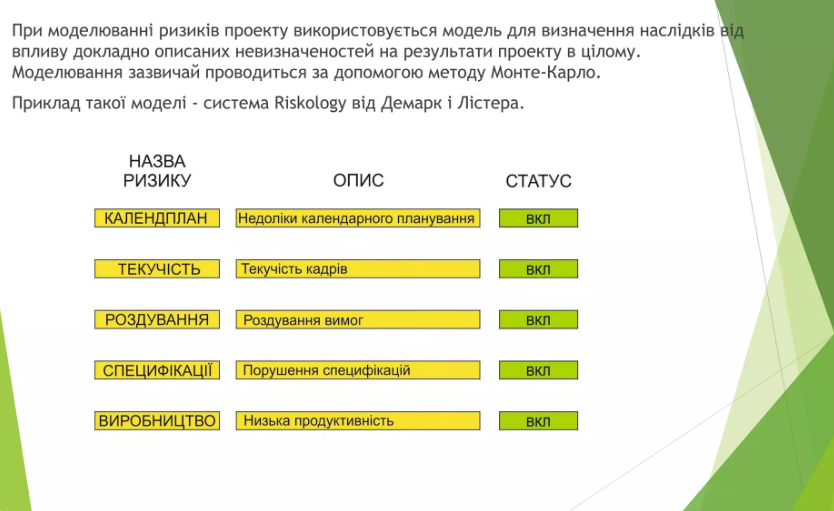 При моделюванні ризиків проекту використовується модель для визначення наслідків від
впливу докладно описаних невизначеностей на результати проекту в цілому.
Моделювання зазвичай проводиться за допомогою методу Монте-Карло.
Приклад такої моделі - система Riskology від Демарк і Лістера.
НАЗВА
РИЗИКУ ОПИС СТАТУС
КАЛЕНДПЛАН Недоліки календарного планування ВКЛ
ТЕКУЧІСТЬ Текучість кадрів ВКЛ
РОЗДУВАННЯ Роздування вимог ВКЛ
СПЕЦИФІКАЦІЇ Порушення специфікацій ВКЛ
ВИРОБНИЦТВО Низька продуктивність ВКЛ